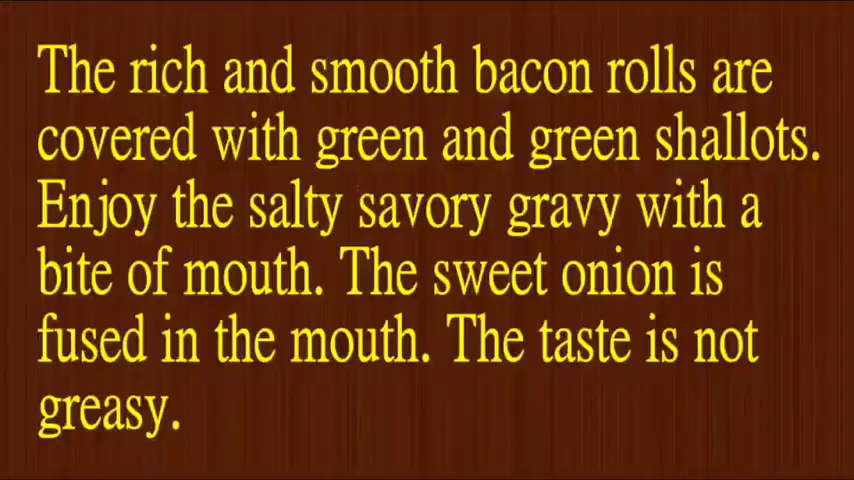 The rich and smooth bacon rolls are
covered with green and green shallots.
Enjoy the salty savory gravy with a
bite of mouth. The sweet onion is
fused in the mouth. The taste is not
greasy.